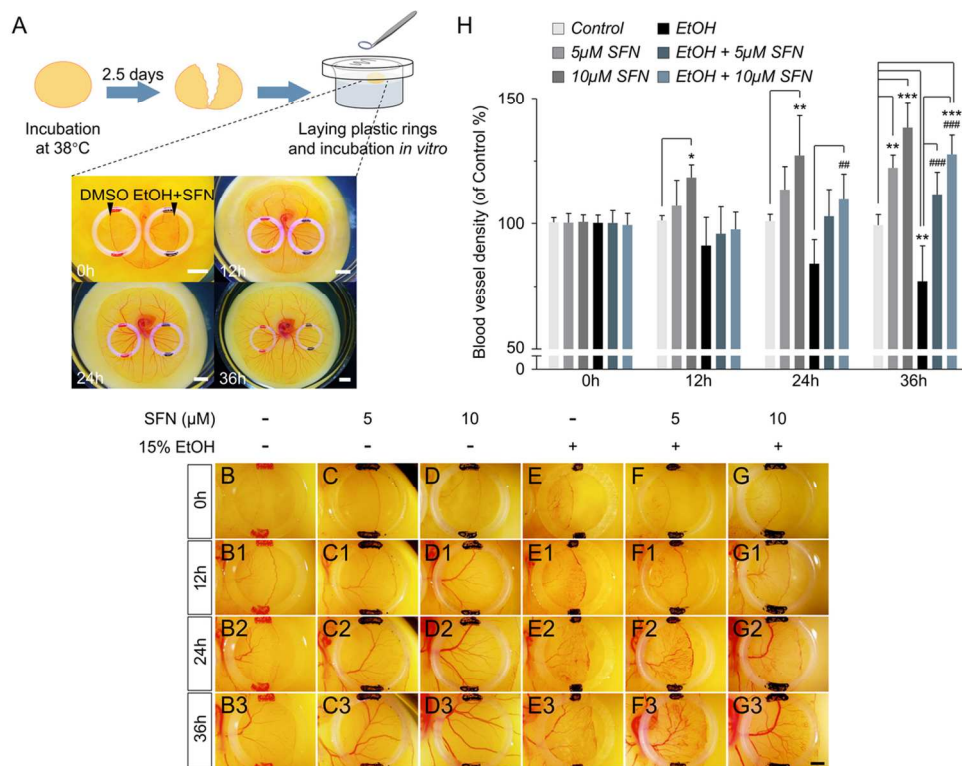 A
2.5 days
Incubation
at 38°C
Laying plastic rings
and incubation in vitro
DMSO EtOH+SFN
0h
12h
24h
36h
H
Control
EtOH
5μM SFN
EtOH + 5μM SFN
10μM SFN
EtOH + 10μM SFN
Blood vessel density (of Control %)
150
100
50
0
*
**
##
**
***
**
###
***
###
0h
12h
24h
36h
SFN (μM)
- 5 10 - 5 10
15% EtOH
- - - + + +
0h
B C D E F G
12h
B1 C1 D1 E1 F1 G1
24h
B2 C2 D2 E2 F2 G2
36h
B3 C3 D3 E3 F3 G3